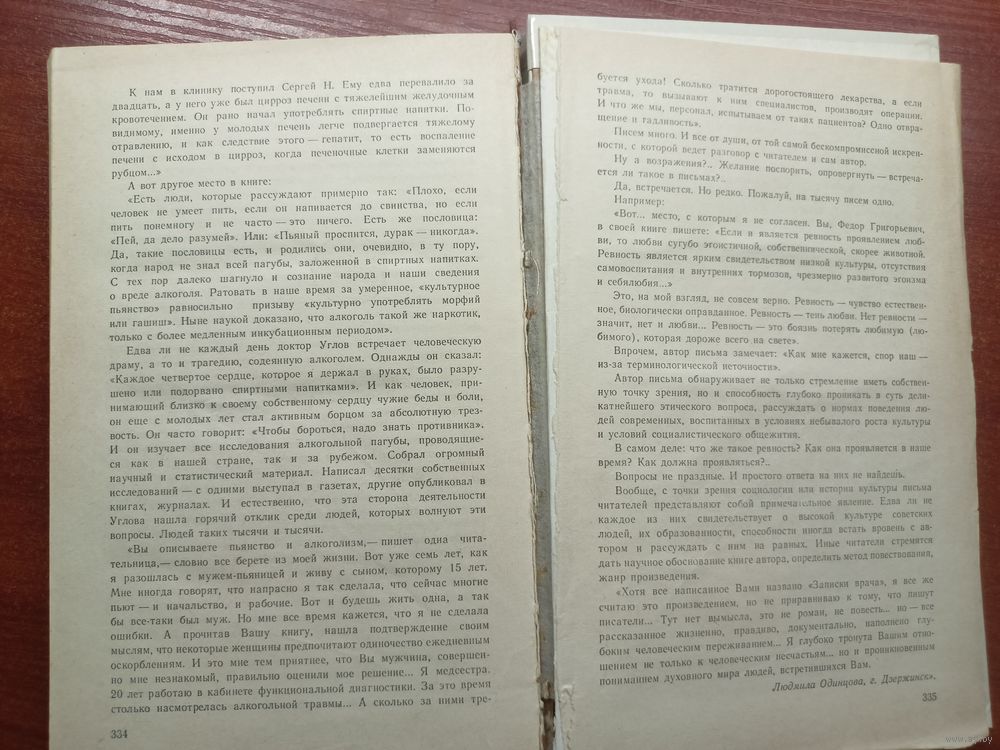 К нам в клинику поступил Сергей Н. Ему едва перевалило за
двадцать, а у него уже был цирроз печени с тяжелейшим желудочным
кровотечением. Он рано начал употреблять спиртные напитки. По-
видимому, именно у молодых печень легче подвергается тяжелому
отравлению, и как следствие этого — гепатит, то есть воспаление
печени с исходом в цирроз, когда печеночные клетки заменяются
рубцом...»
А вот другое место в книге:
«Есть люди, которые рассуждают примерно так: «Плохо, если
человек не умеет пить, если он напивается до свинства, но если
пить понемногу и не часто — это ничего. Есть же пословица:
«Пей, да дело разумей». Или: «Пьяный проспится, дурак — никогда».
Да, такие пословицы есть, и родились они, очевидно, в ту пору,
когда народ не знал всей пагубы, заложенной в спиртных напитках.
С тех пор далеко шагнуло и сознание народа и наши сведения
о вреде алкоголя. Ратовать в наше время за умеренное, «культурное
пьянство» равносильно призыву «культурно употреблять морфий
или гашиш». Ныне наукой доказано, что алкоголь такой же наркотик,
только с более медленным инкубационным периодом».
Едва ли не каждый день доктор Углов встречает человеческую
драму, а то и трагедию, содеянную алкоголем. Однажды он сказал:
«Каждое четвертое сердце, которое я держал в руках, было разру-
шено или подорвано спиртными напитками». И как человек, при-
нимающий близко к своему собственному сердцу чужие беды и боли,
он еще с молодых лет стал активным борцом за абсолютную трез-
вость. Он часто говорит: «Чтобы бороться, надо знать противника».
И он изучает все исследования алкогольной пагубы, проводящие-
ся как в нашей стране, так и за рубежом. Собрал огромный
научный и статистический материал. Написал десятки собственных
исследований — с одними выступал в газетах, другие опубликовал в
книгах, журналах. И естественно, что эта сторона деятельности
Углова нашла горячий отклик среди людей, которых волнуют эти
вопросы. Людей таких тысячи и тысячи.
«Вы описываете пьянство и алкоголизм,— пишет одна чита-
тельница,— словно все берете из моей жизни. Вот уже семь лет, как
я разошлась с мужем-пьяницей и живу с сыном, которому 15 лет.
Мне иногда говорят, что напрасно я так сделала, что сейчас многие
пьют — и начальство, и рабочие. Вот и будешь жить одна, а так
бы все-таки был муж. Но мне все время кажется, что я не сделала
ошибки. А прочитав Вашу книгу, нашла подтверждение своим
мыслям, что некоторые женщины предпочитают одиночество ежедневным
оскорблениям. И это мне тем приятнее, что Вы мужчина, совершен-
но мне незнакомый, правильно оценили мое решение... Я медсестра.
20 лет работаю в кабинете функциональной диагностики. За это время
столько насмотрелась алкогольной травмы... А сколько за ними тре-
334
буется ухода! Сколько тратится дорогостоящего лекарства, а если
травма, то вызывают к ним специалистов, производят операции.
И что же мы, персонал, испытываем от таких пациентов? Одно отвра-
щение и гадливость».
Писем много. И все от души, от той самой бескомпромиссной искрен-
ности, с которой ведет разговор с читателем и сам автор.
Ну а возражения?.. Желание поспорить, опровергнуть — встреча-
ется ли такое в письмах?..
Да, встречается. Но редко. Пожалуй, на тысячу писем одно.
Например:
«Вот... место, с которым я не согласен. Вы, Федор Григорьевич,
в своей книге пишете: «Если и является ревность проявлением люб-
ви, то любви сугубо эгоистичной, собственнической, скорее животной.
Ревность является ярким свидетельством низкой культуры, отсутствия
самовоспитания и внутренних тормозов, чрезмерно развитого эгоизма
и себялюбия...»
Это, на мой взгляд, не совсем верно. Ревность — чувство естествен-
ное, биологически оправданное. Ревность — тень любви. Нет ревности —
значит, нет и любви... Ревность — это боязнь потерять любимую (лю-
бимого), которая дороже всего на свете».
Впрочем, автор письма замечает: «Как мне кажется, спор наш —
из-за терминологической неточности».
Автор письма обнаруживает не только стремление иметь собствен-
ную точку зрения, но и способность глубоко проникать в суть дели-
катнейшего этического вопроса, рассуждать о нормах поведения лю-
дей современных, воспитанных в условиях небывалого роста культуры
и условий социалистического общежития.
В самом деле: что же такое ревность? Как она проявляется в наше
время? Как должна проявляться?..
Вопросы не праздные. И простого ответа на них не найдешь.
Вообще, с точки зрения социологии или истории культуры письма
читателей представляют собой примечательное явление. Едва ли не
каждое из них свидетельствует о высокой культуре советских
людей, их образованности, способности иногда встать вровень с ав-
тором и рассуждать с ним на равных. Иные читатели стремятся
дать научное обоснование книге автора, определить метод повествования,
жанр произведения.
«Хотя все написанное Вами названо «Записки врача», я все же
считаю это произведением, но не приравниваю к тому, что пишут
писатели... Тут нет вымысла, это не роман, не повесть... но — все
рассказанное жизненно, правдиво, документально, наполнено глу-
боким человеческим переживанием... Я глубоко тронута Вашим отно-
шением не только к человеческим несчастьям... но и проникновенным
пониманием духовного мира людей, встретившихся Вам.
Людмила Одинцова, г. Дзержинск».
335